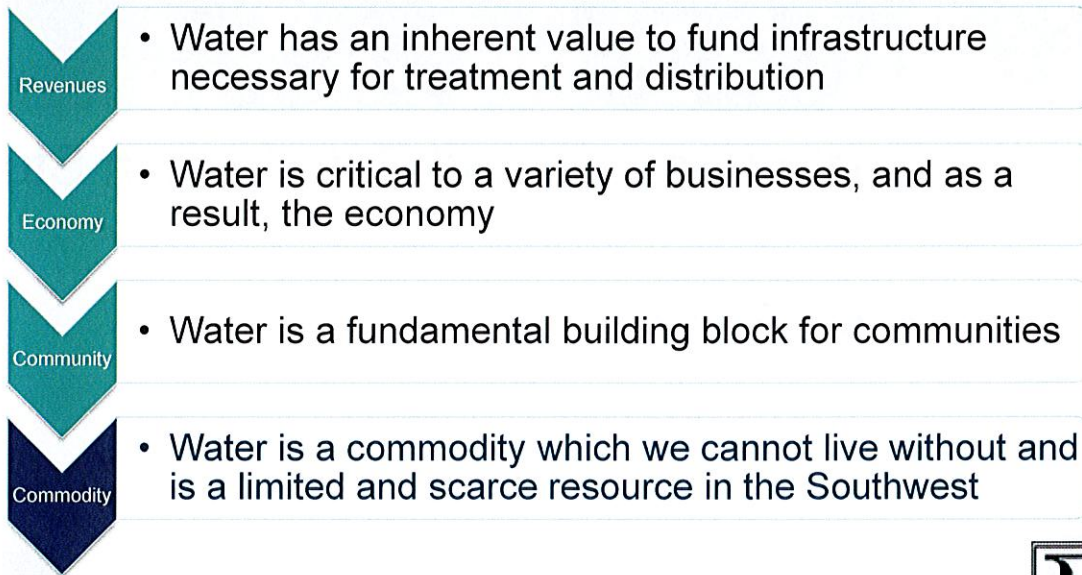 Revenues
• Water has an inherent value to fund infrastructure
necessary for treatment and distribution
Economy
• Water is critical to a variety of businesses, and as a
result, the economy
Community
• Water is a fundamental building block for communities
Commodity
• Water is a commodity which we cannot live without and
is a limited and scarce resource in the Southwest